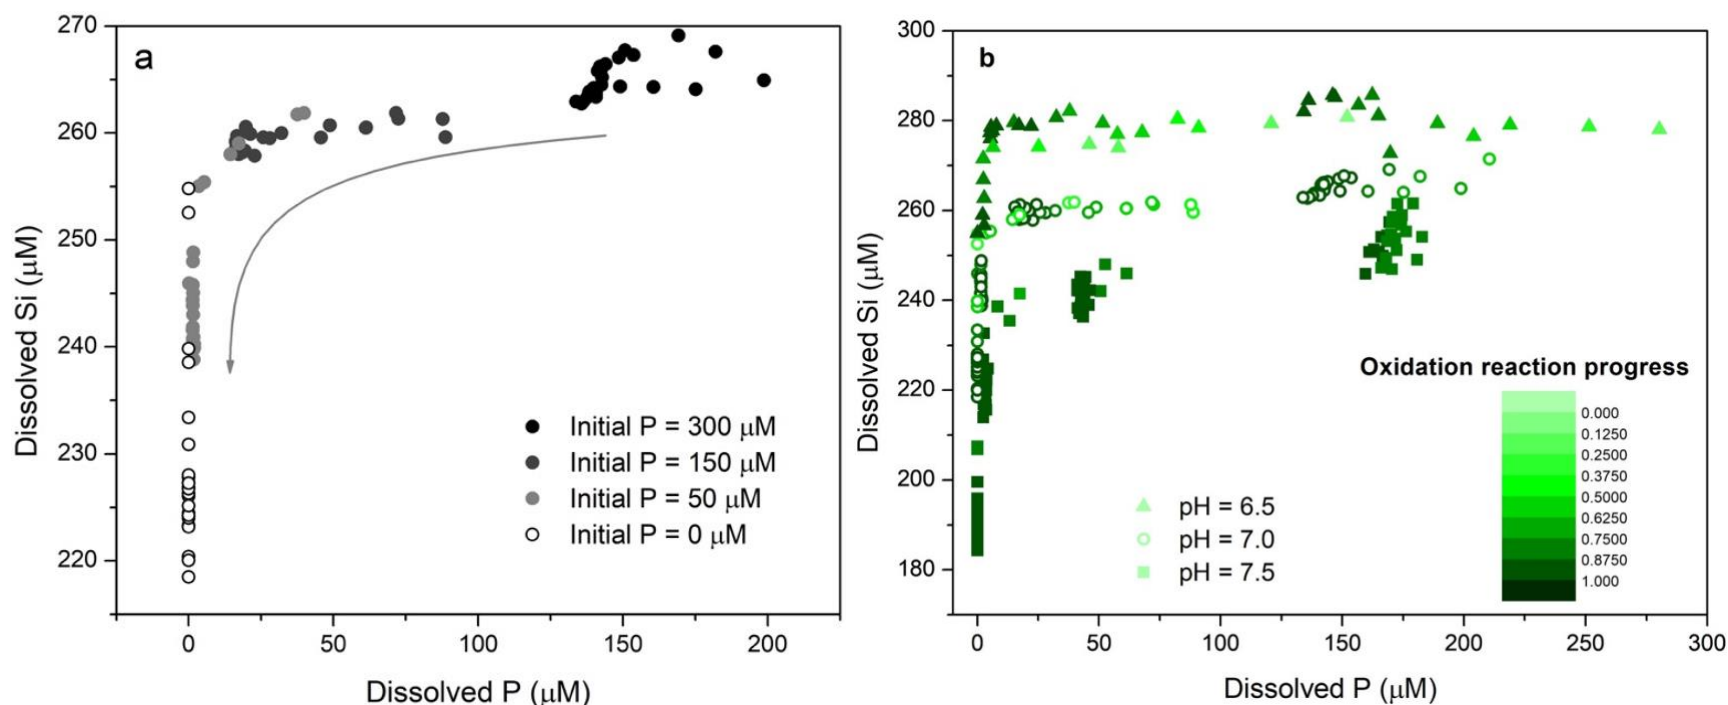 a
270
260
250
240
230
220
Dissolved Si (μM)
0
50
100
150
200
Dissolved P (μM)
Initial P = 300 μM
Initial P = 150 μM
Initial P = 50 μM
Initial P = 0 μM
b
300
280
260
240
220
200
180
Dissolved Si (μM)
0
50
100
150
200
250
300
Dissolved P (μM)
pH = 6.5
pH = 7.0
pH = 7.5
Oxidation reaction progress
0.000
0.1250
0.2500
0.3750
0.5000
0.6250
0.7500
0.8750
1.000